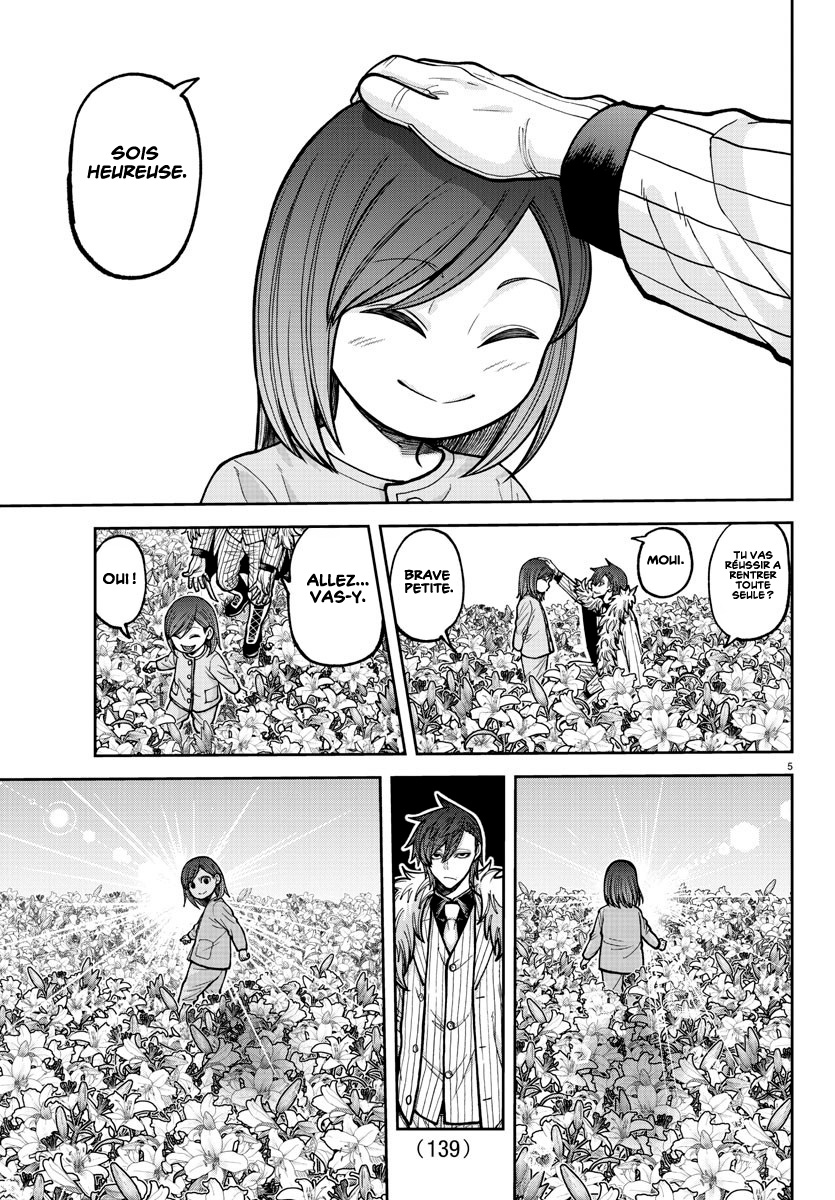 SOIS
HEUREUSE.
TU VAS
RÉUSSIR À
RENTRER
TOUTE
SEULE ?
MOUI.
BRAVE
PETITE.
ALLEZ...
VAS-Y.
OUI !
5
(139)